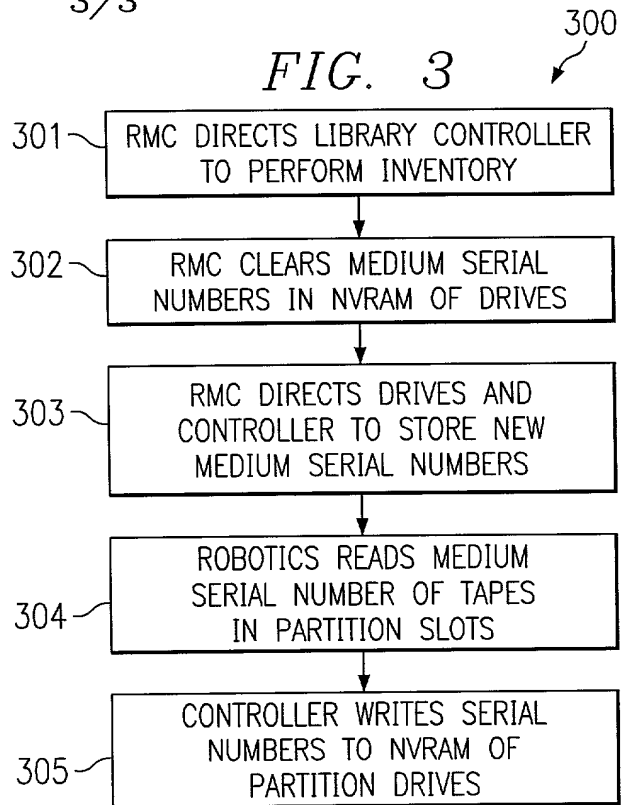 3/3
300
FIG. 3
301
RMC DIRECTS LIBRARY CONTROLLER
TO PERFORM INVENTORY
302
RMC CLEARS MEDIUM SERIAL
NUMBERS IN NVRAM OF DRIVES
303
RMC DIRECTS DRIVES AND
CONTROLLER TO STORE NEW
MEDIUM SERIAL NUMBERS
304
ROBOTICS READS MEDIUM
SERIAL NUMBER OF TAPES
IN PARTITION SLOTS
305
CONTROLLER WRITES SERIAL
NUMBERS TO NVRAM OF
PARTITION DRIVES